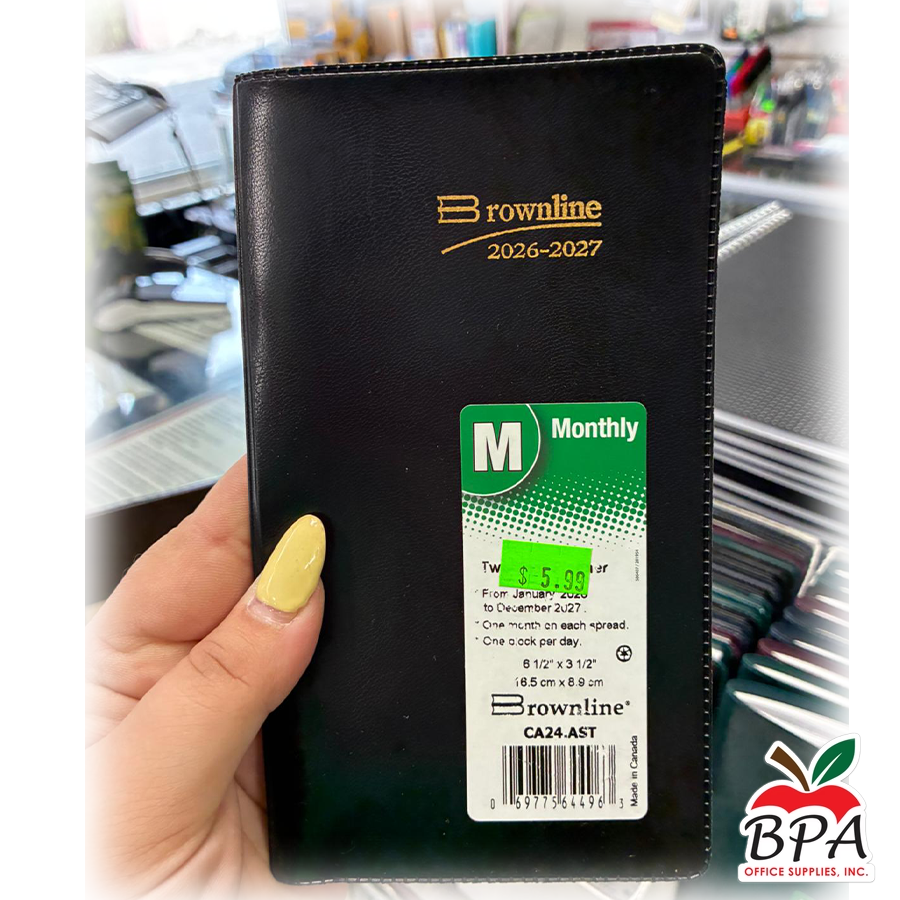 Brownline
2026-2027
M Monthly
$ 5.99
* From January 2026
to December 2027.
* One month on each spread.
* One block per day.
6 1/2" x 3 1/2"
16.5 cm x 8.9 cm
Brownline®
CA24.AST
Made in Canada
0 69775 64496 3
BPA
OFFICE SUPPLIES, INC.